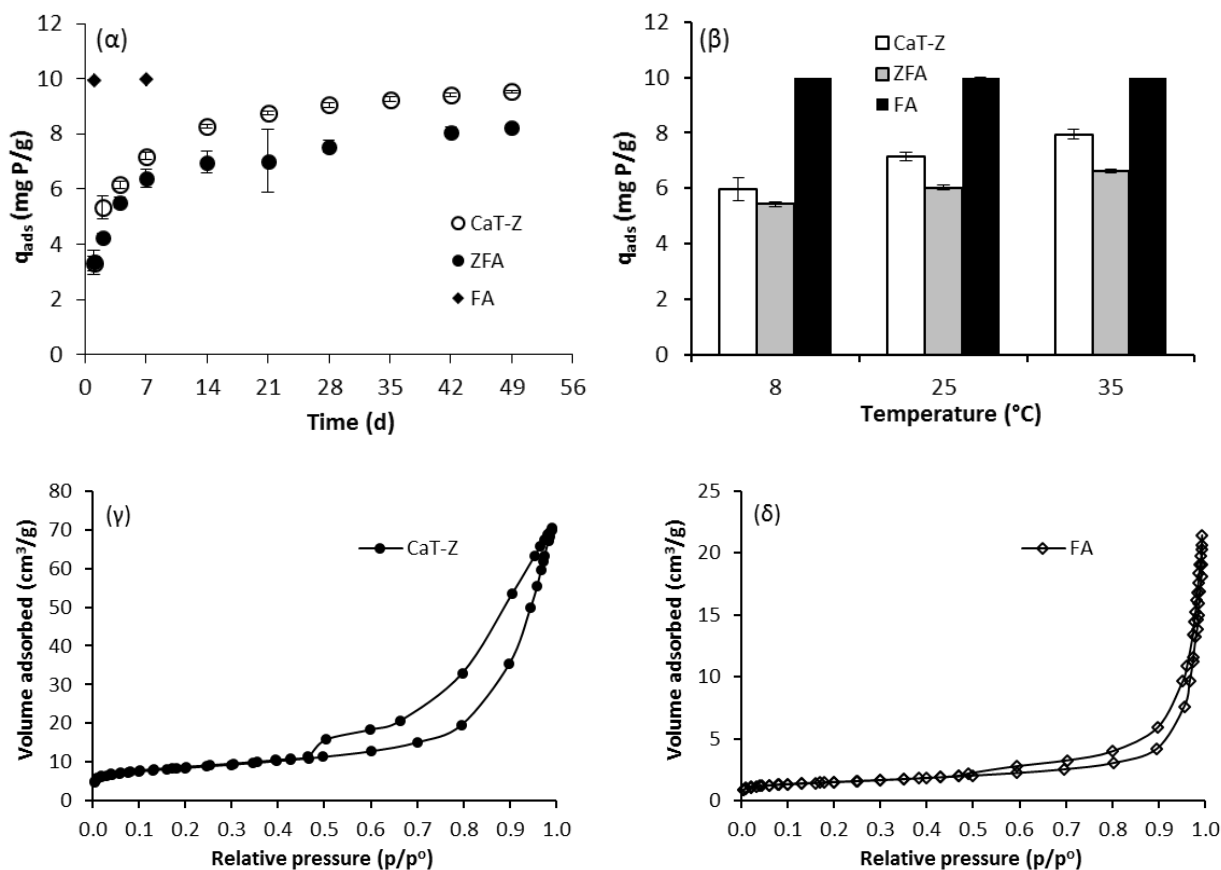 (α)
12
10
8
6
4
2
0
q_ads (mg P/g)
0 7 14 21 28 35 42 49 56
Time (d)
CaT-Z
ZFA
FA
(β)
12
10
8
6
4
2
0
q_ads (mg P/g)
8 25 35
Temperature (°C)
CaT-Z
ZFA
FA
(γ)
80
70
60
50
40
30
20
10
0
Volume adsorbed (cm³/g)
0.0 0.1 0.2 0.3 0.4 0.5 0.6 0.7 0.8 0.9 1.0
Relative pressure (p/pᵒ)
CaT-Z
(δ)
25
20
15
10
5
0
Volume adsorbed (cm³/g)
0.0 0.1 0.2 0.3 0.4 0.5 0.6 0.7 0.8 0.9 1.0
Relative pressure (p/pᵒ)
FA